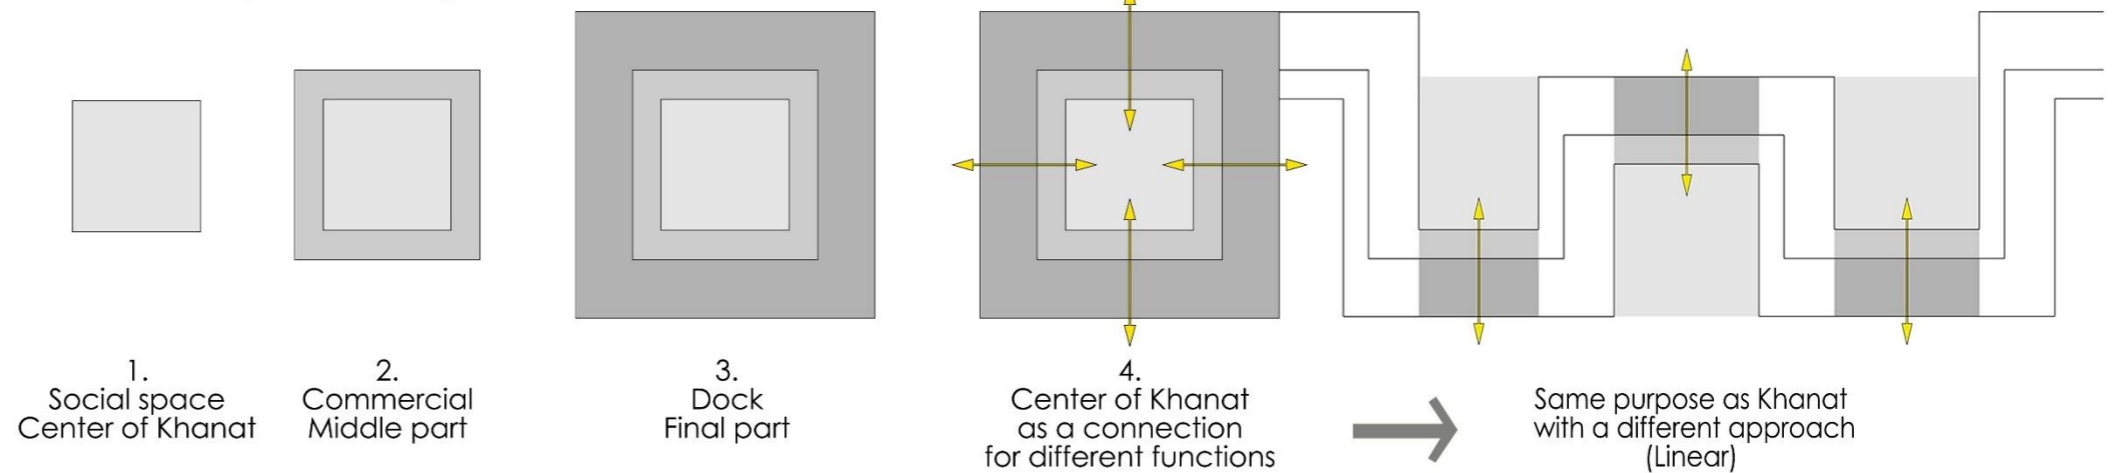 1.
Social space
Center of Khanat
2.
Commercial
Middle part
3.
Dock
Final part
4.
Center of Khanat
as a connection
for different functions
Same purpose as Khanat
with a different approach
(Linear)